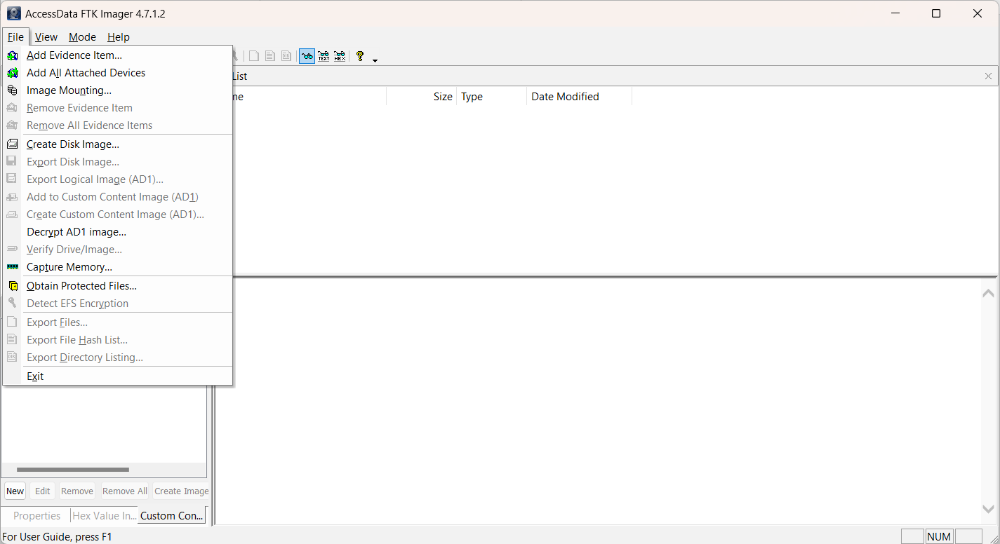 AccessData FTK Imager 4.7.1.2
File View Mode Help
Add Evidence Item...
Add All Attached Devices
Image Mounting...
Remove Evidence Item
Remove All Evidence Items
Create Disk Image...
Export Disk Image...
Export Logical Image (AD1)...
Add to Custom Content Image (AD1)
Create Custom Content Image (AD1)...
Decrypt AD1 image...
Verify Drive/Image...
Capture Memory...
Obtain Protected Files...
Detect EFS Encryption
Export Files...
Export File Hash List...
Export Directory Listing...
Exit
DIR TEXT HEX ?
List
me Size Type Date Modified
New Edit Remove Remove All Create Image
Properties Hex Value In... Custom Con...
For User Guide, press F1 NUM